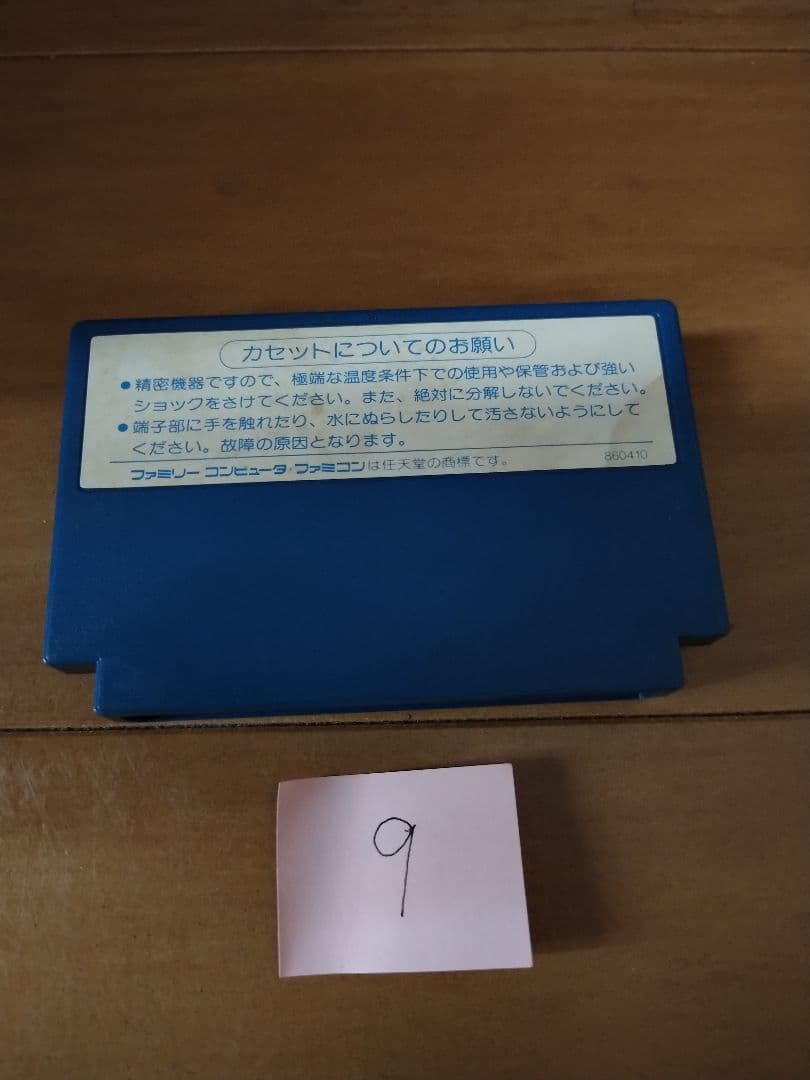 カセットについてのお願い
●精密機器ですので、極端な温度条件下での使用や保管および強い
ショックをさけてください。また、絶対に分解しないでください。
●端子部に手を触れたり、水にぬらしたりして汚さないようにして
ください。故障の原因となります。
ファミリー コンピュータ・ファミコンは任天堂の商標です。
860410
9